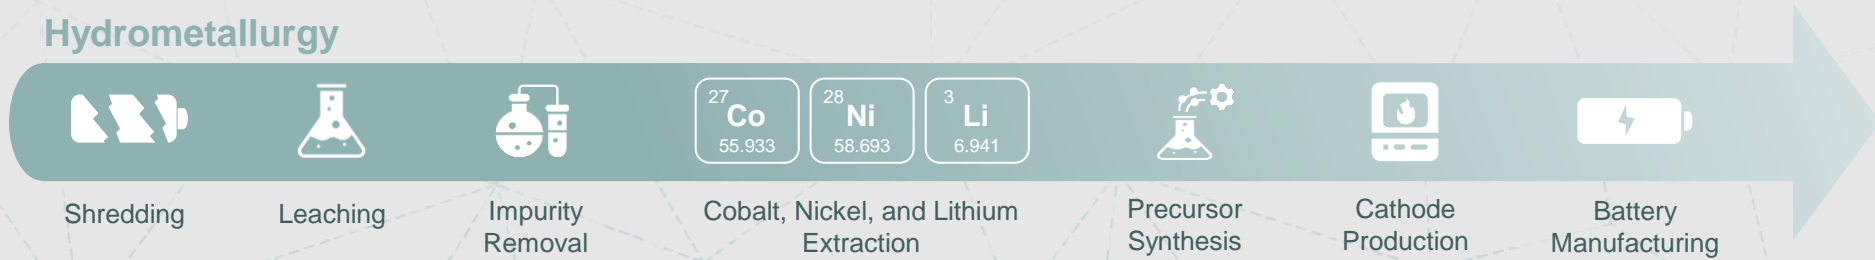 Hydrometallurgy
27
Co
55.933
28
Ni
58.693
3
Li
6.941
Shredding
Leaching
Impurity
Removal
Cobalt, Nickel, and Lithium
Extraction
Precursor
Synthesis
Cathode
Production
Battery
Manufacturing